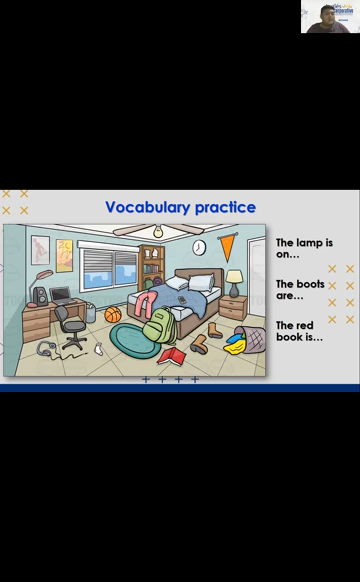 Vocabulary practice
The lamp is
on…
The boots
are…
The red
book is…